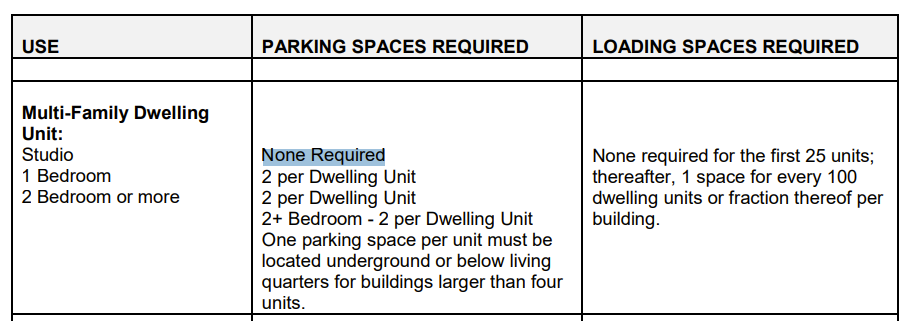 USE
PARKING SPACES REQUIRED
LOADING SPACES REQUIRED
Multi-Family Dwelling
Unit:
Studio
1 Bedroom
2 Bedroom or more
None Required
2 per Dwelling Unit
2 per Dwelling Unit
2+ Bedroom - 2 per Dwelling Unit
One parking space per unit must be
located underground or below living
quarters for buildings larger than four
units.
None required for the first 25 units;
thereafter, 1 space for every 100
dwelling units or fraction thereof per
building.